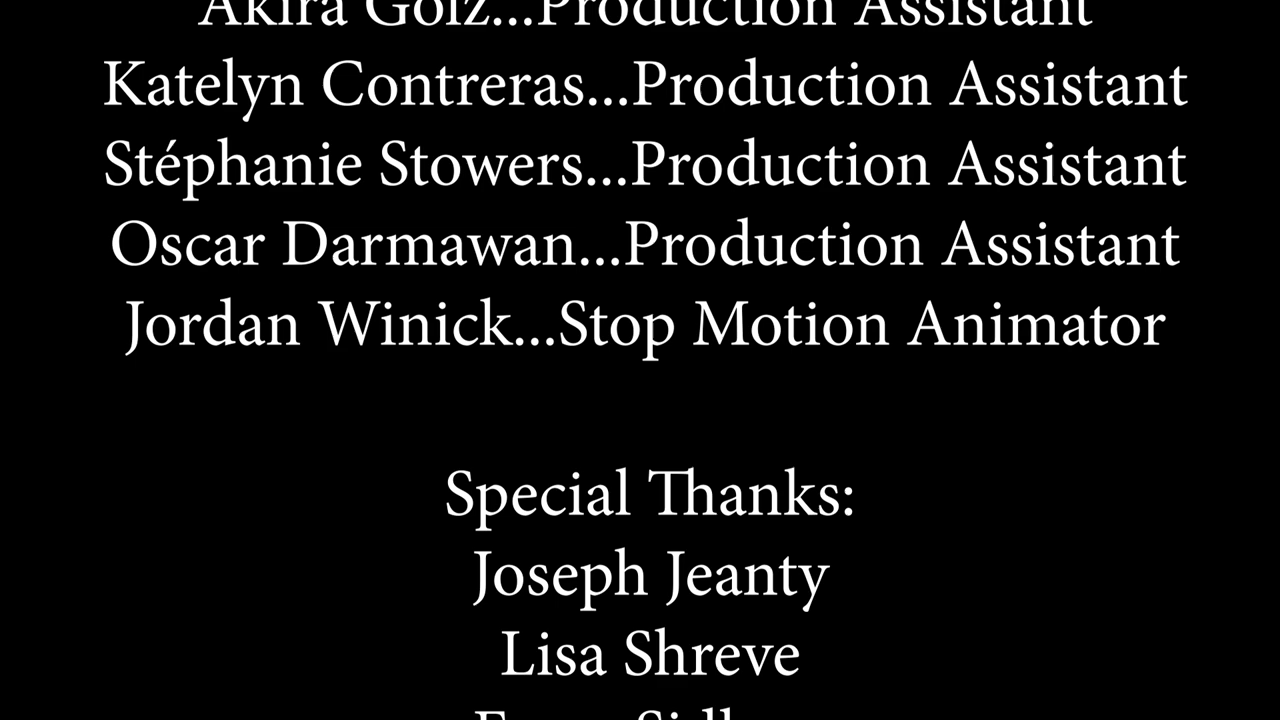 Akira Golz...Production Assistant
Katelyn Contreras...Production Assistant
Stéphanie Stowers...Production Assistant
Oscar Darmawan...Production Assistant
Jordan Winick...Stop Motion Animator
Special Thanks:
Joseph Jeanty
Lisa Shreve